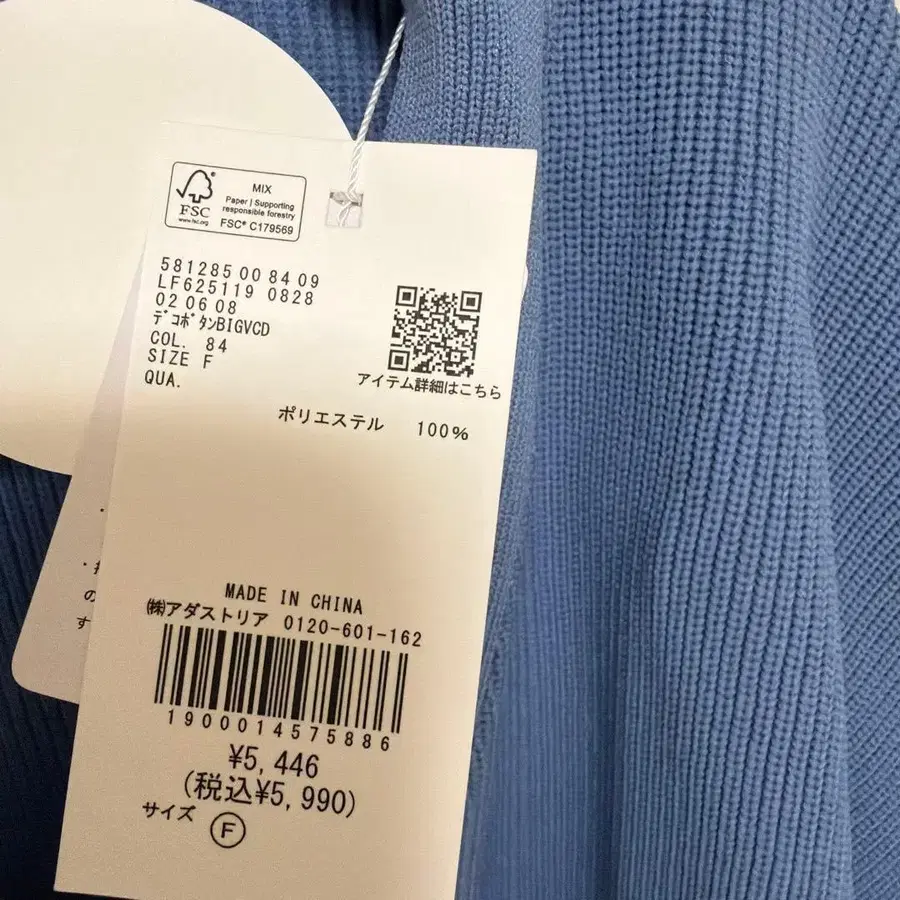 MIX
Paper | Supporting
responsible forestry
FSC® C179569
FSC
www.fsc.org
581285 00 84 09
LF625119 0828
02 06 08
ﾃﾞｺﾎﾞﾀﾝBIGVCD
COL. 84
SIZE F
QUA.
アイテム詳細はこちら
ポリエステル 100%
MADE IN CHINA
㈱アダストリア 0120-601-162
1900014575886
¥5,446
(税込¥5,990)
サイズ F
の
す